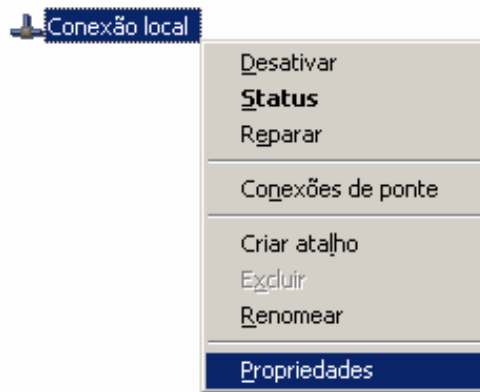 Conexão local
Desativar
Status
Reparar
Conexões de ponte
Criar atalho
Excluir
Renomear
Propriedades